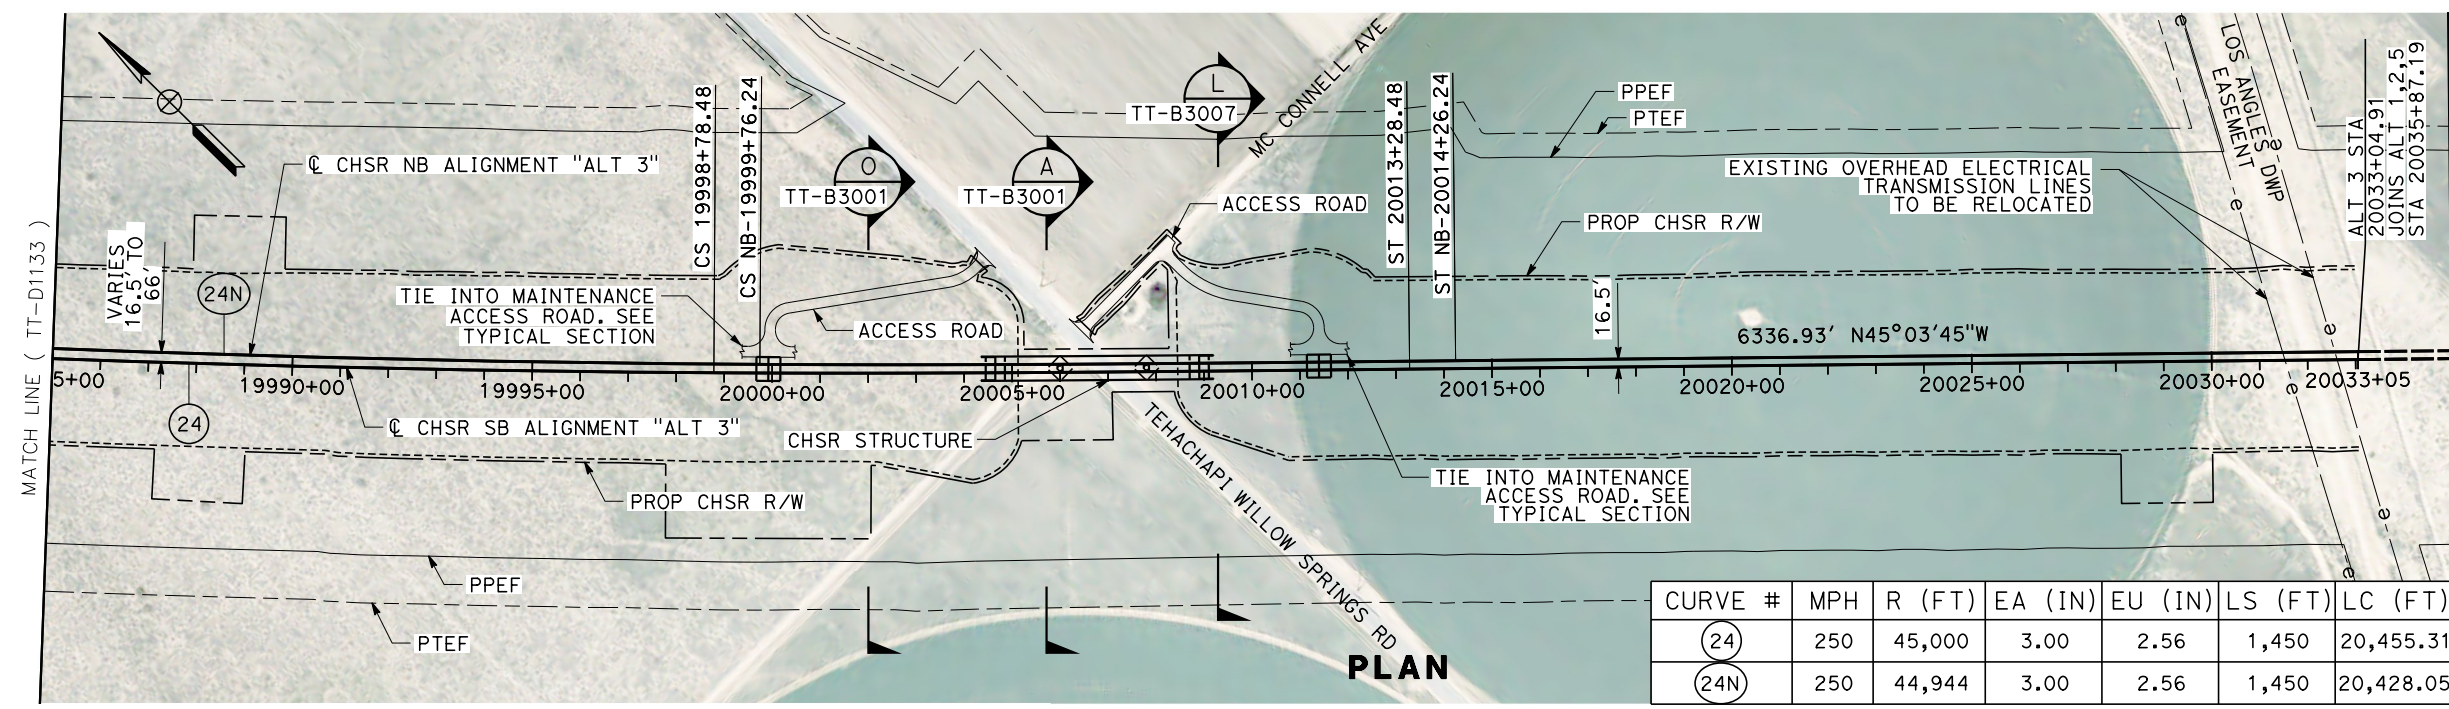 MATCH LINE ( TT-D1133 )
℄ CHSR NB ALIGNMENT "ALT 3"
VARIES
16.5' TO
66'
24N
TIE INTO MAINTENANCE
ACCESS ROAD. SEE
TYPICAL SECTION
CS 19998+78.48
CS NB-19999+76.24
O
TT-B3001
A
TT-B3001
L
TT-B3007
MC CONNELL AVE
ACCESS ROAD
ACCESS ROAD
ST 20013+28.48
ST NB-20014+26.24
PPEF
PTEF
EXISTING OVERHEAD ELECTRICAL
TRANSMISSION LINES
TO BE RELOCATED
PROP CHSR R/W
16.5'
6336.93' N45°03'45"W
LOS ANGLES DWP
EASEMENT
e
e
e
e
e
e
ALT 3 STA
20033+04.91
JOINS ALT 1,2,5
STA 20035+87.19
5+00
19990+00
19995+00
20000+00
20005+00
20010+00
20015+00
20020+00
20025+00
20030+00
20033+05
24
℄ CHSR SB ALIGNMENT "ALT 3"
CHSR STRUCTURE
PROP CHSR R/W
TEHACHAPI WILLOW SPRINGS RD
TIE INTO MAINTENANCE
ACCESS ROAD. SEE
TYPICAL SECTION
PPEF
PTEF
PLAN
CURVE # MPH R (FT) EA (IN) EU (IN) LS (FT) LC (FT)
24 250 45,000 3.00 2.56 1,450 20,455.31
24N 250 44,944 3.00 2.56 1,450 20,428.05